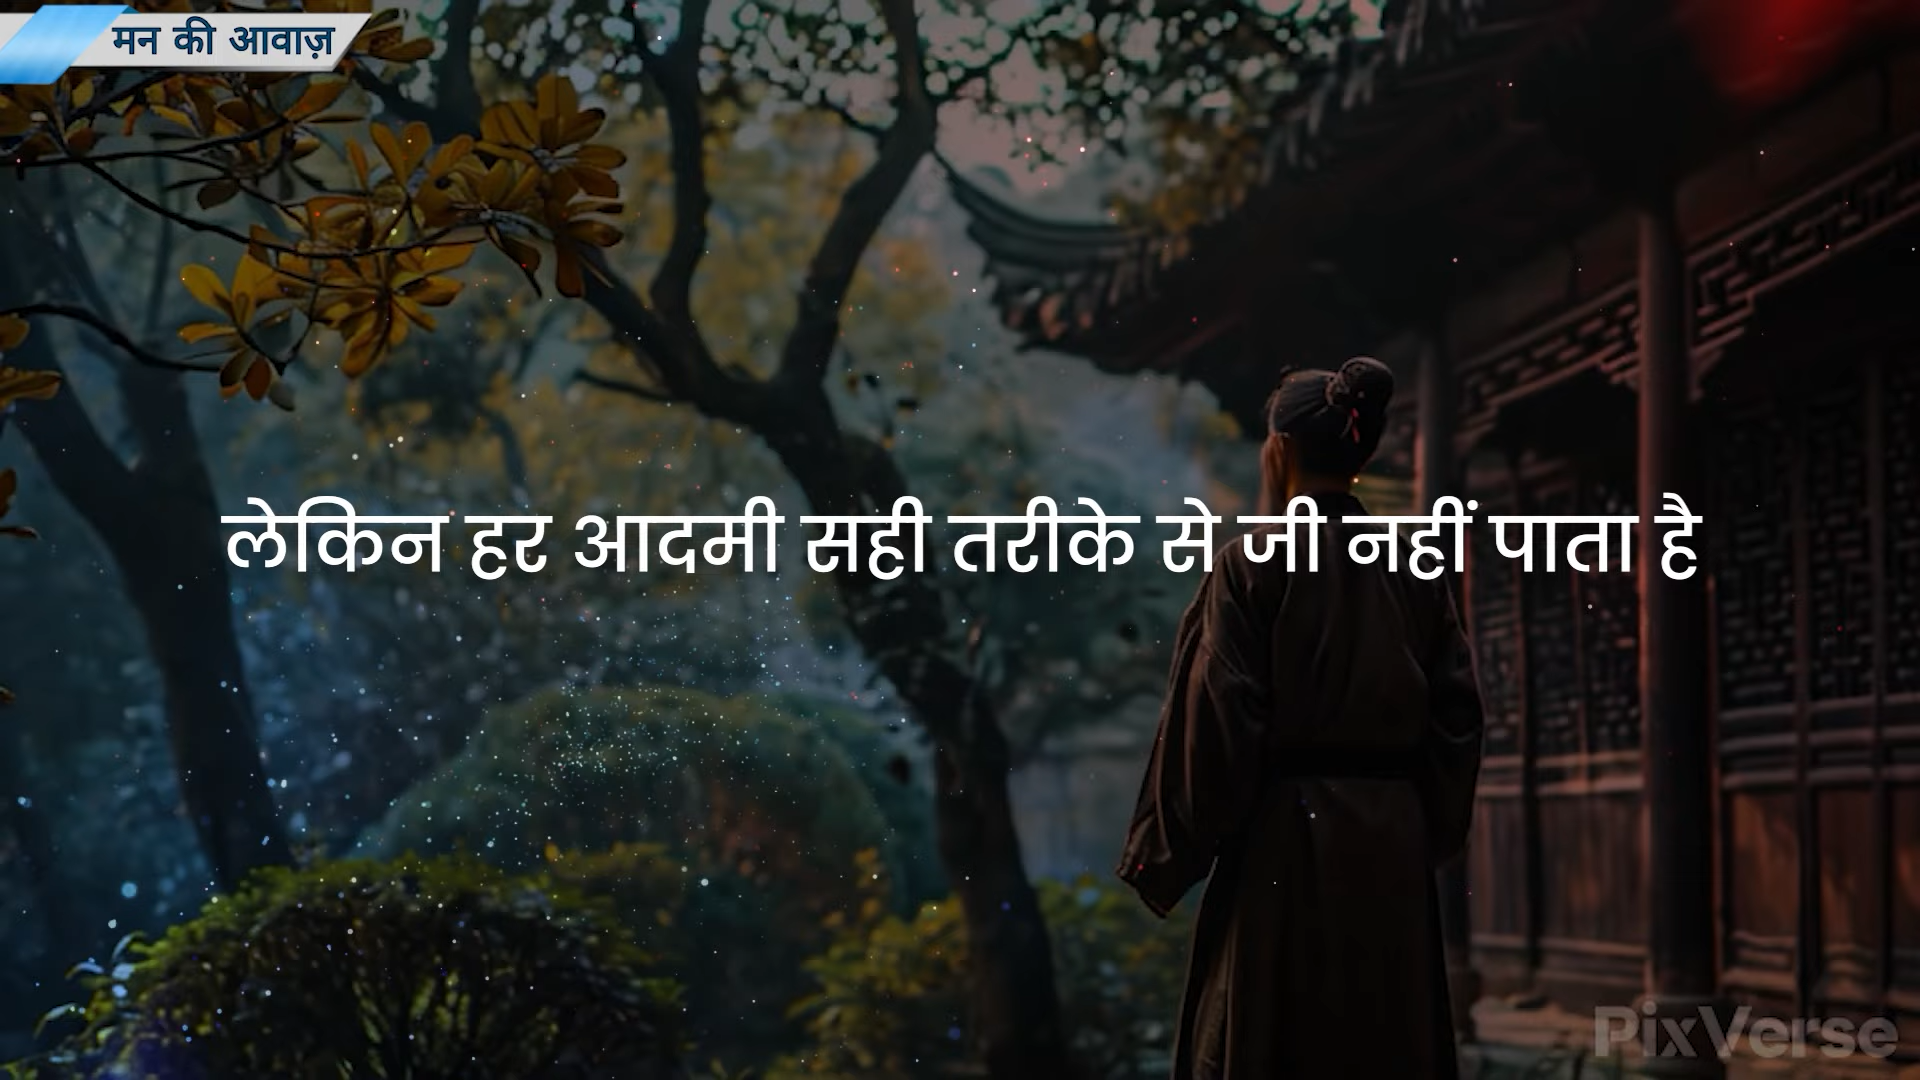 मन की आवाज़
लेकिन हर आदमी सही तरीके से जी नहीं पाता है
PixVerse